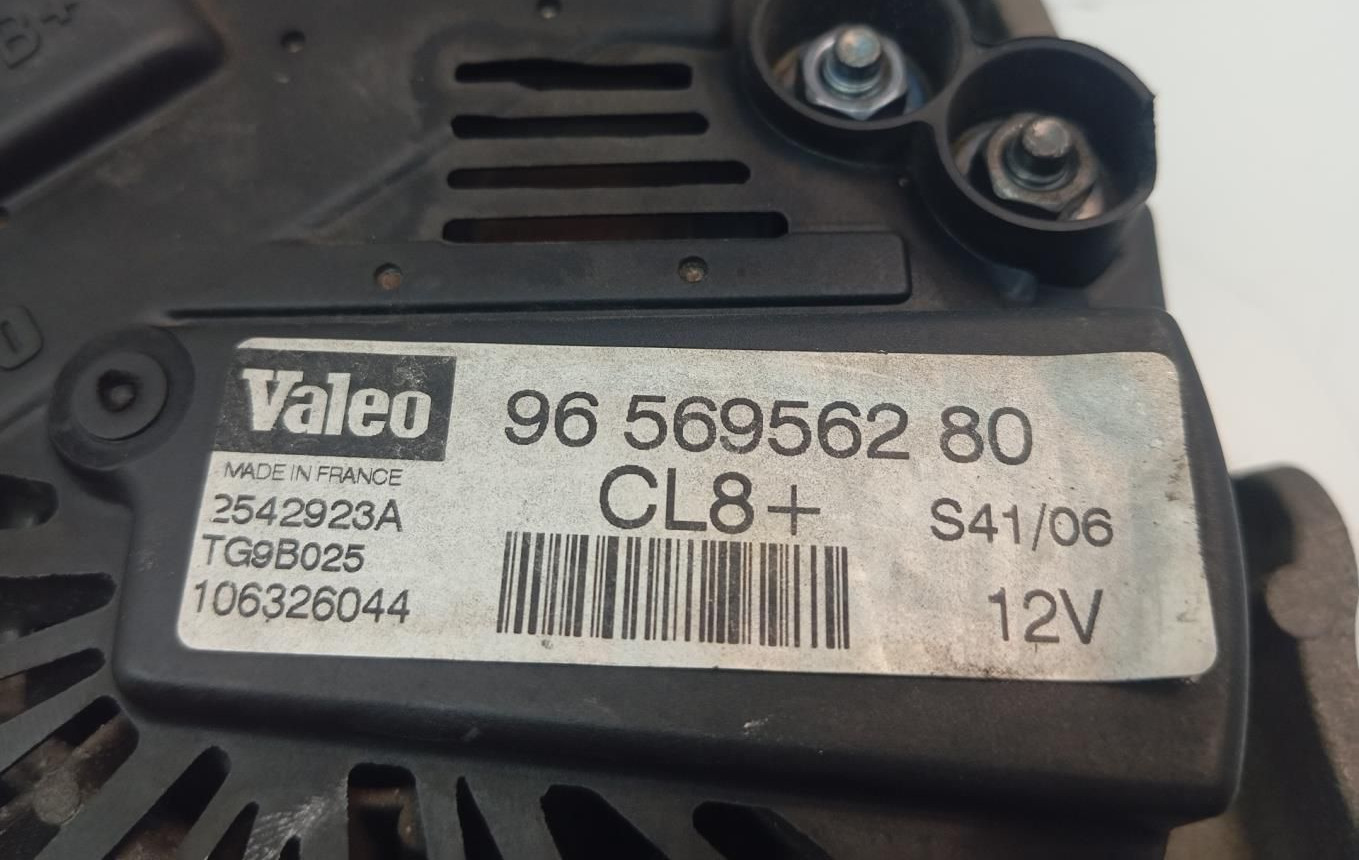 B+
Valeo
96 569562 80
MADE IN FRANCE
CL8+
2542923A
S41/06
TG9B025
106326044
12V